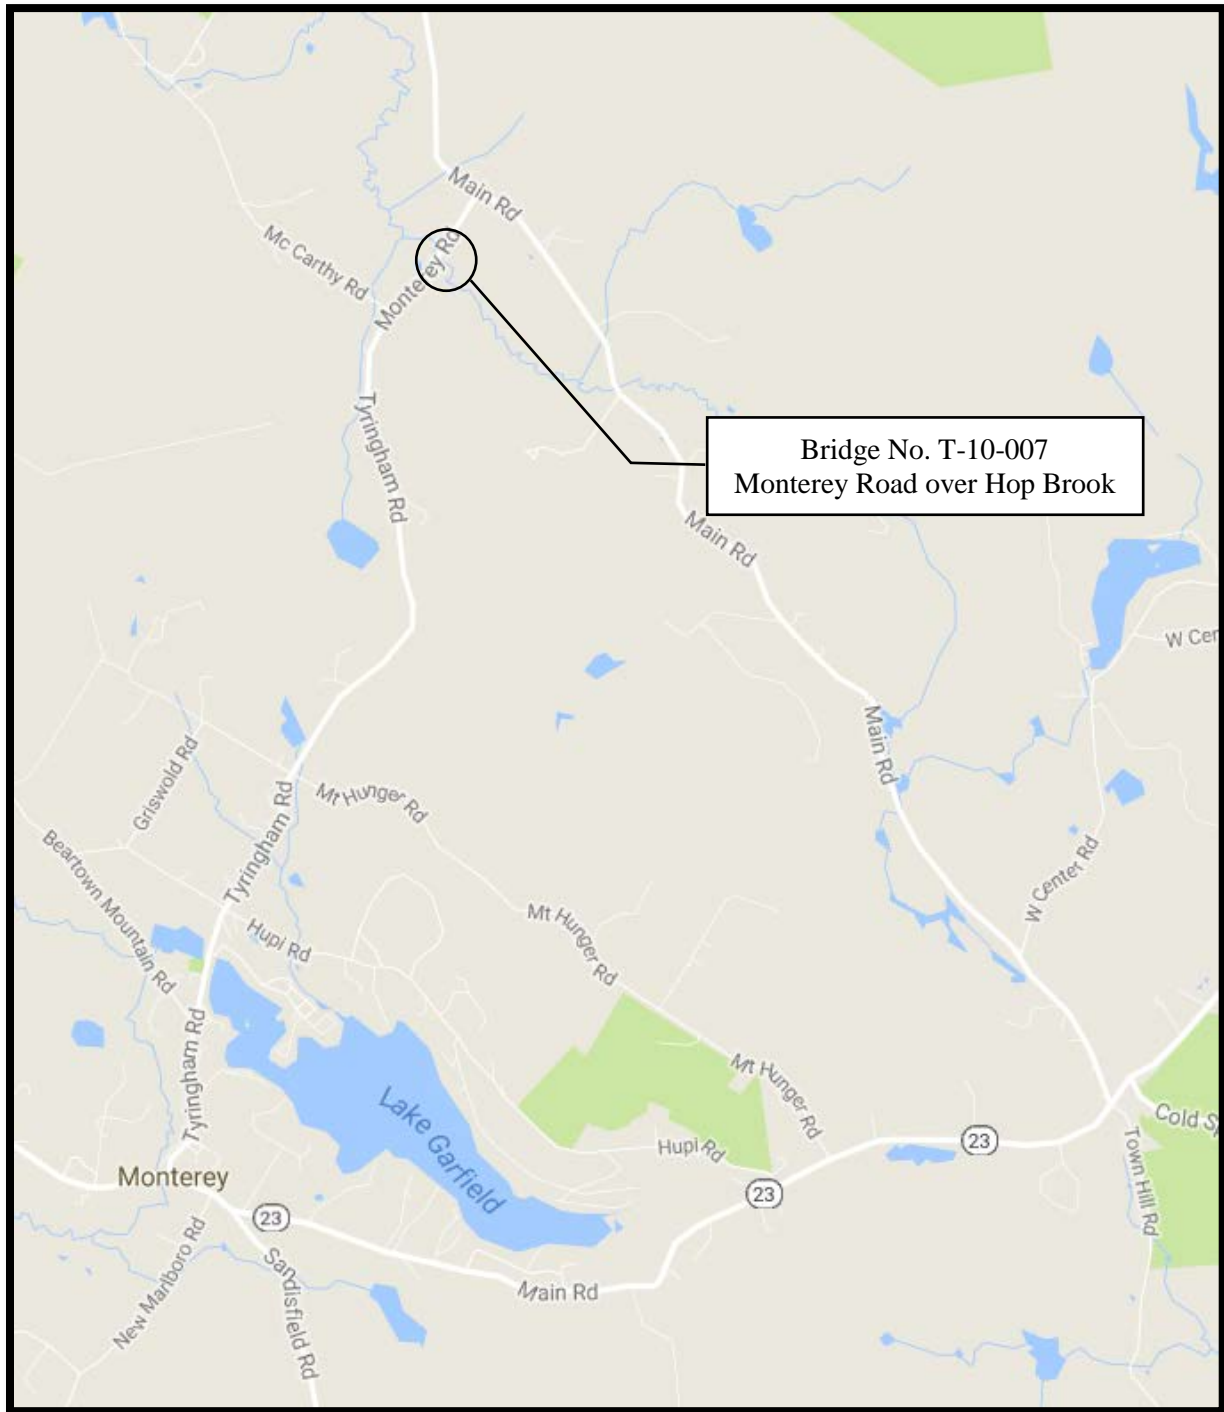 Main Rd
Mc Carthy Rd
Monterey Rd
Tyringham Rd
Bridge No. T-10-007
Monterey Road over Hop Brook
Main Rd
W Cer
Main Rd
Griswold Rd
Mt Hunger Rd
Tyringham Rd
Beartown Mountain Rd
W Center Rd
Hupi Rd
Mt Hunger Rd
Tyringham Rd
Mt Hunger Rd
Lake Garfield
Cold Sp
Hupi Rd
23
Town Hill Rd
Monterey
23
23
New Marlboro Rd
Sandisfield Rd
Main Rd